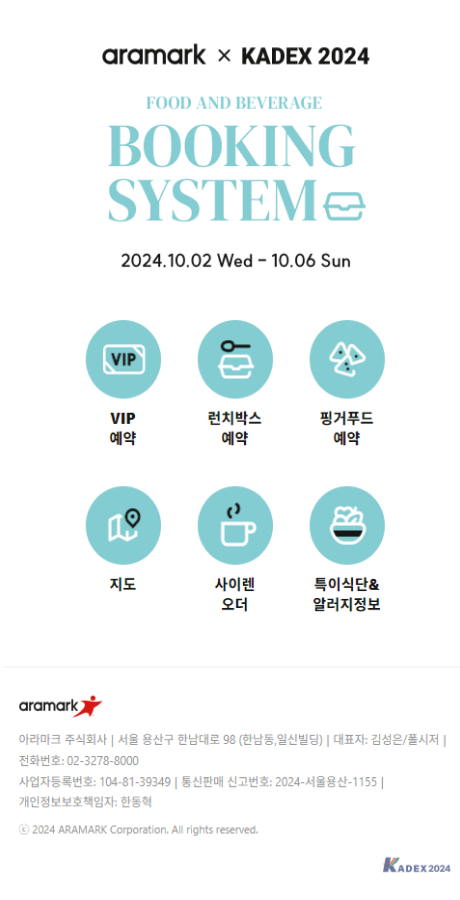 aramark × KADEX 2024
FOOD AND BEVERAGE
BOOKING
SYSTEM
2024.10.02 Wed - 10.06 Sun
VIP
VIP
예약
런치박스
예약
핑거푸드
예약
지도
사이렌
오더
특이식단&
알러지정보
aramark
아라마크 주식회사 | 서울 용산구 한남대로 98 (한남동,일신빌딩) | 대표자: 김성은/폴시저 |
전화번호: 02-3278-8000
사업자등록번호: 104-81-39349 | 통신판매 신고번호: 2024-서울용산-1155 |
개인정보보호책임자: 한동혁
ⓒ 2024 ARAMARK Corporation. All rights reserved.
KADEX 2024